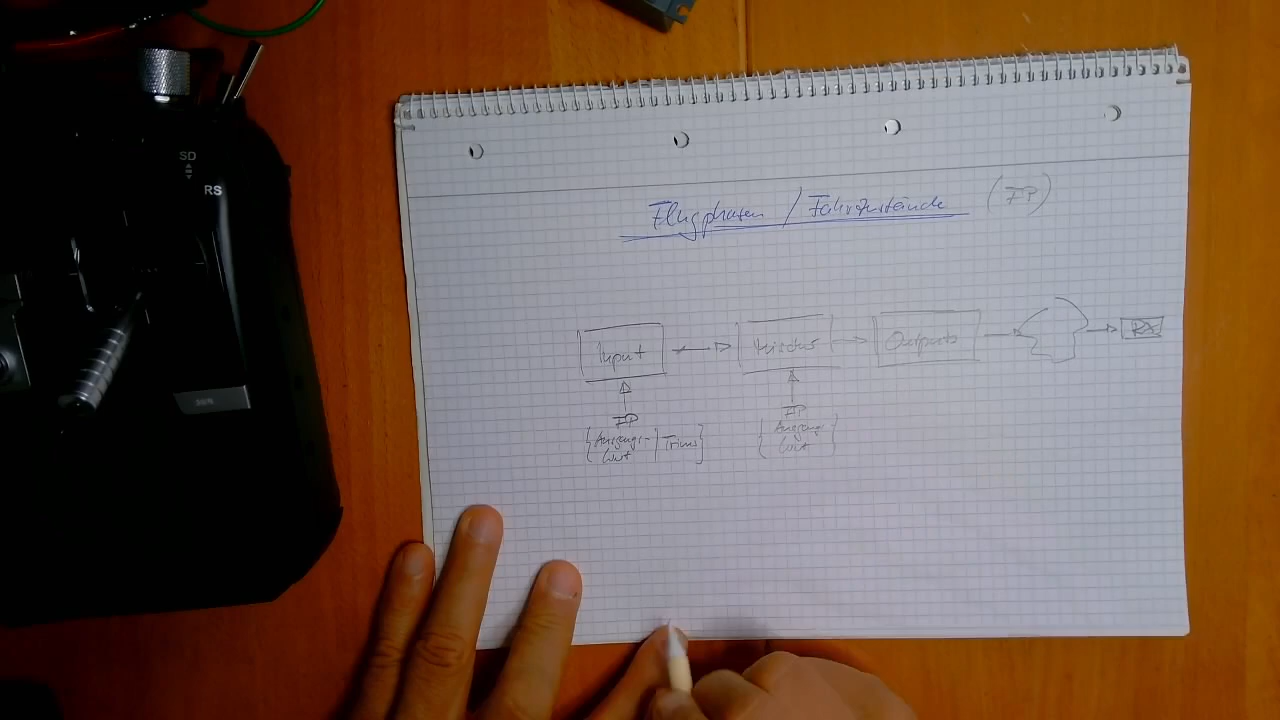 SD
RS
Flugphasen / Fahrzustände (FP)
Input
Mischer
Outputs
RX
FP
Ausgangs-
wert
Trims
FP
Ausgangs
wert